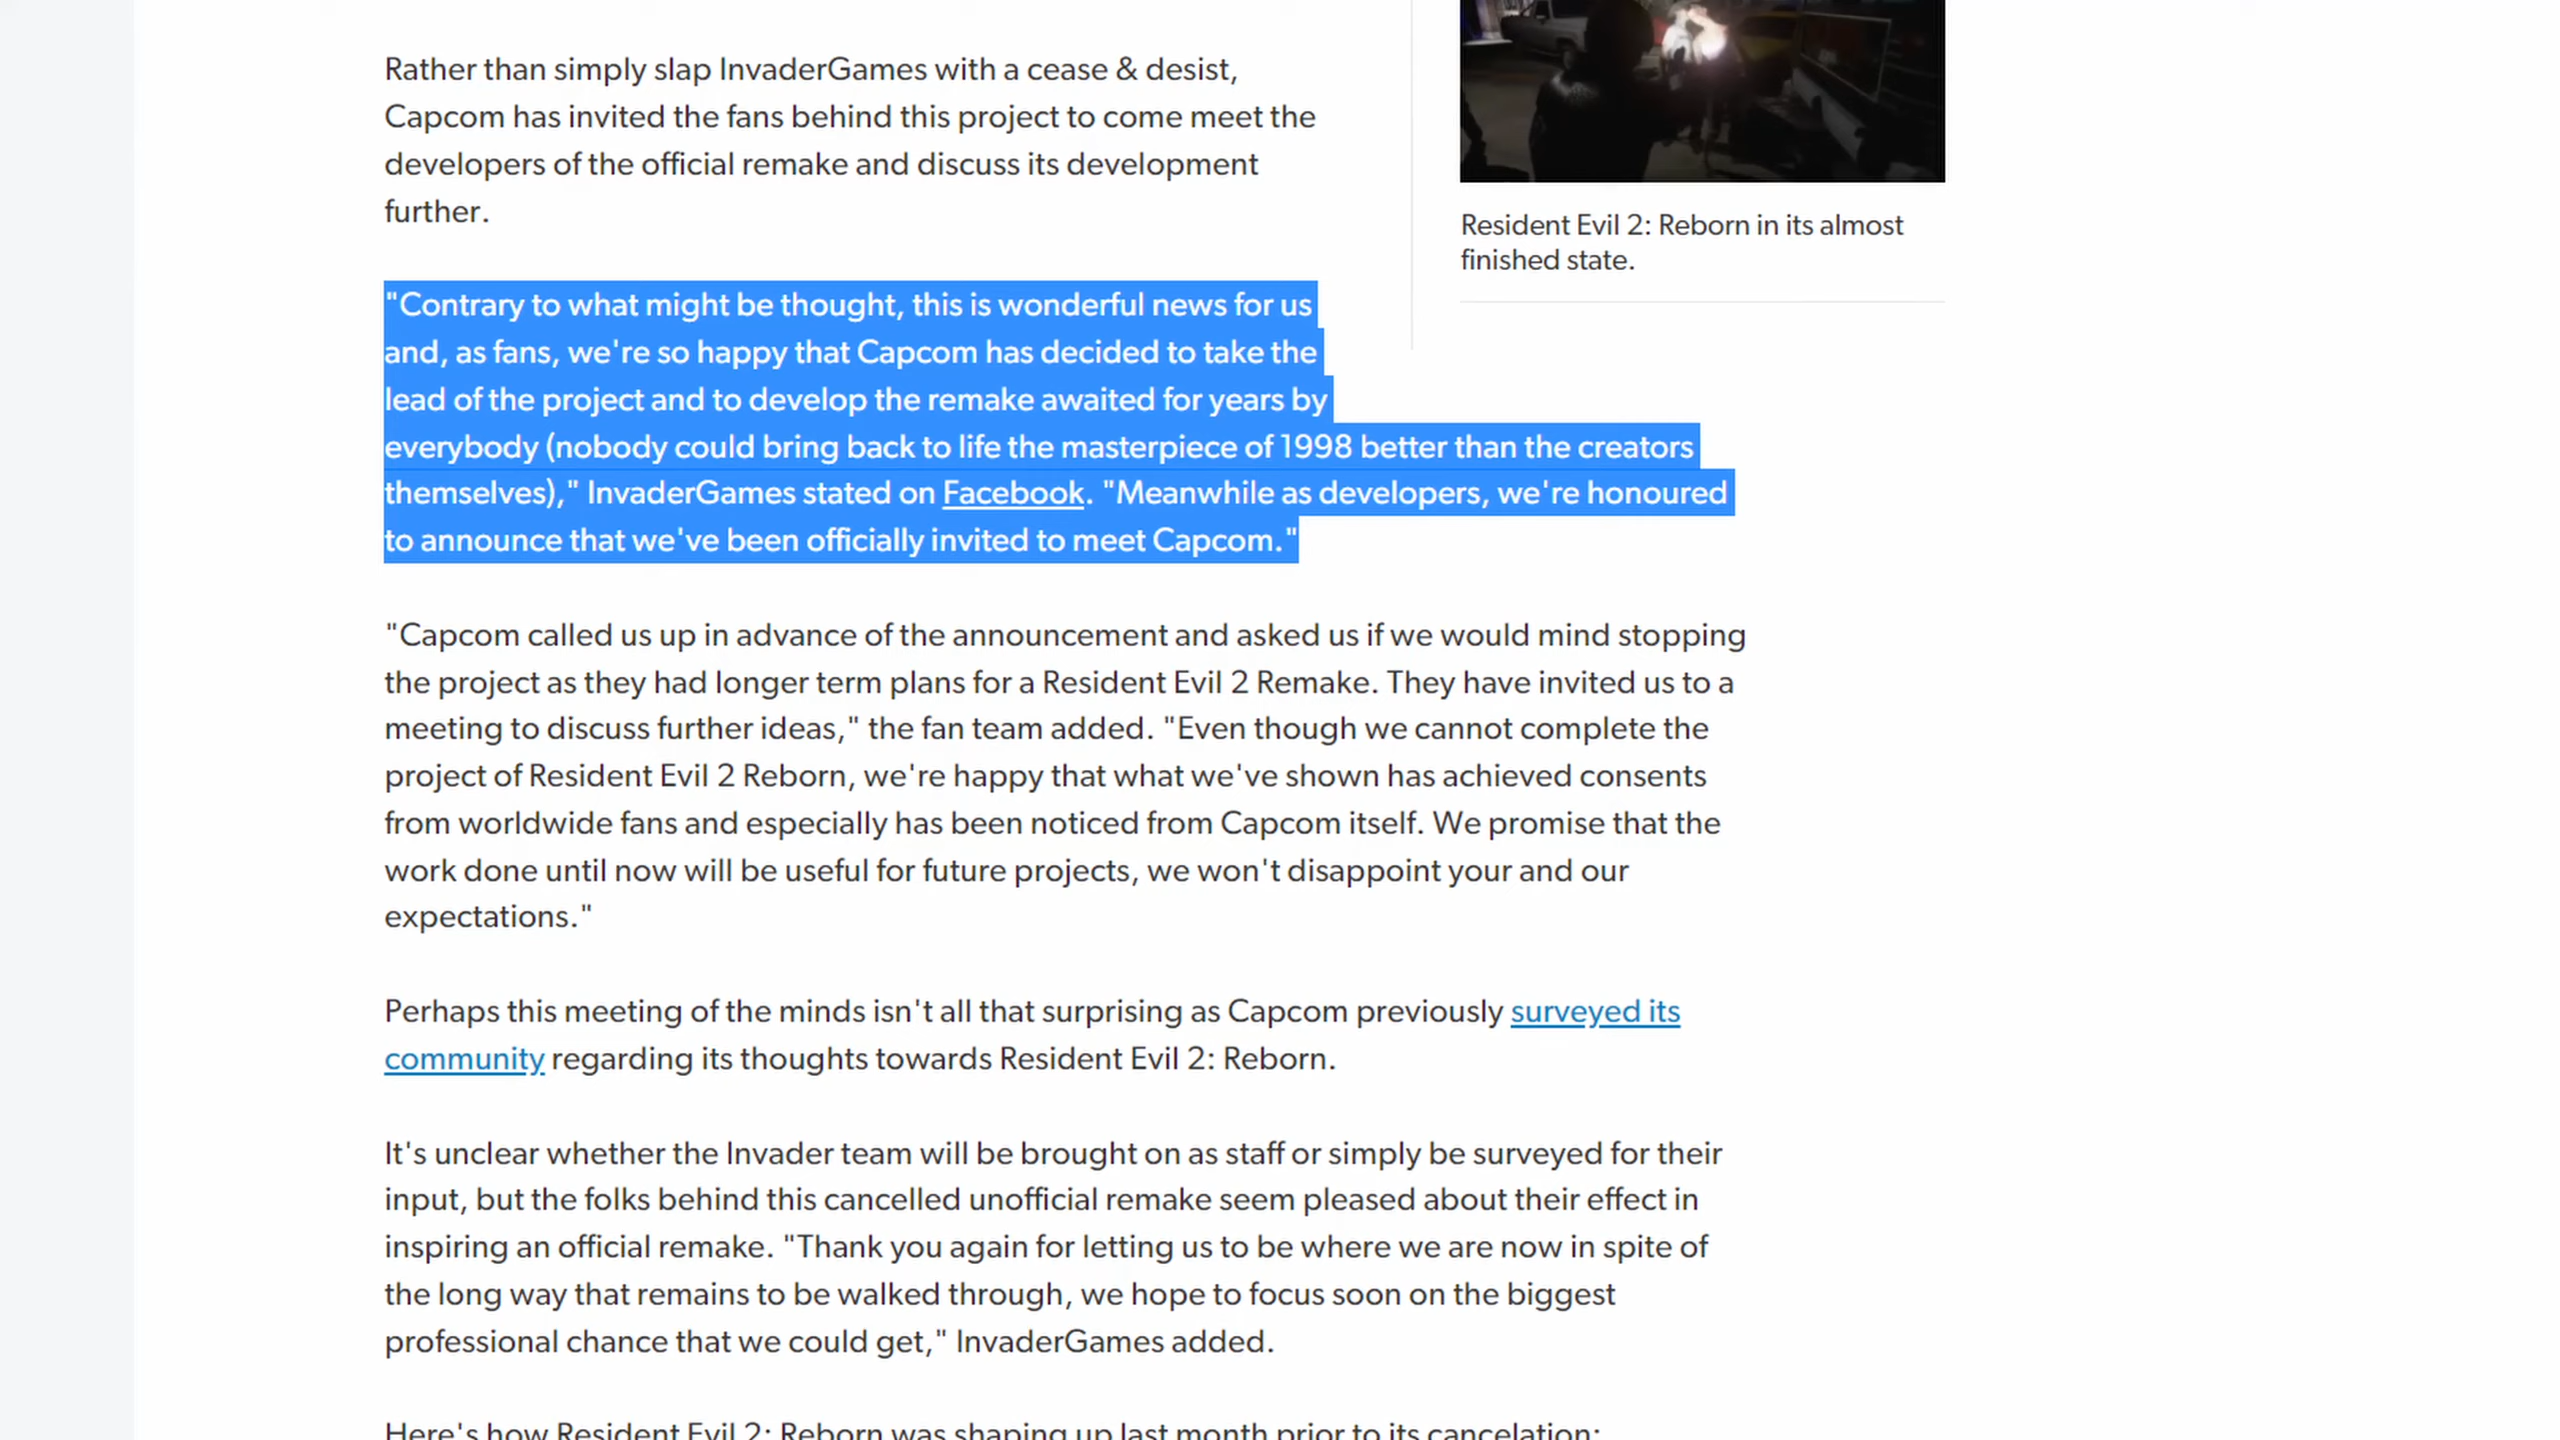 Rather than simply slap InvaderGames with a cease & desist,
Capcom has invited the fans behind this project to come meet the
developers of the official remake and discuss its development
further.
Resident Evil 2: Reborn in its almost
finished state.
"Contrary to what might be thought, this is wonderful news for us
and, as fans, we're so happy that Capcom has decided to take the
lead of the project and to develop the remake awaited for years by
everybody (nobody could bring back to life the masterpiece of 1998 better than the creators
themselves)," InvaderGames stated on Facebook. "Meanwhile as developers, we're honoured
to announce that we've been officially invited to meet Capcom."
"Capcom called us up in advance of the announcement and asked us if we would mind stopping
the project as they had longer term plans for a Resident Evil 2 Remake. They have invited us to a
meeting to discuss further ideas," the fan team added. "Even though we cannot complete the
project of Resident Evil 2 Reborn, we're happy that what we've shown has achieved consents
from worldwide fans and especially has been noticed from Capcom itself. We promise that the
work done until now will be useful for future projects, we won't disappoint your and our
expectations."
Perhaps this meeting of the minds isn't all that surprising as Capcom previously surveyed its
community regarding its thoughts towards Resident Evil 2: Reborn.
It's unclear whether the Invader team will be brought on as staff or simply be surveyed for their
input, but the folks behind this cancelled unofficial remake seem pleased about their effect in
inspiring an official remake. "Thank you again for letting us to be where we are now in spite of
the long way that remains to be walked through, we hope to focus soon on the biggest
professional chance that we could get," InvaderGames added.
Here's how Resident Evil 2: Reborn was shaping up last month prior to its cancelation: